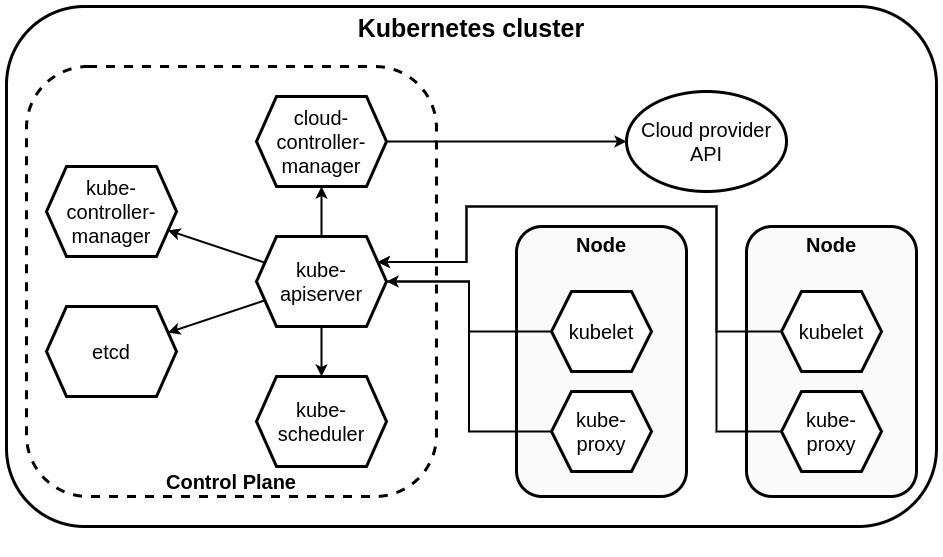 Kubernetes cluster
cloud-
controller-
manager
Cloud provider
API
kube-
controller-
manager
kube-
apiserver
etcd
kube-
scheduler
Control Plane
Node
kubelet
kube-
proxy
Node
kubelet
kube-
proxy